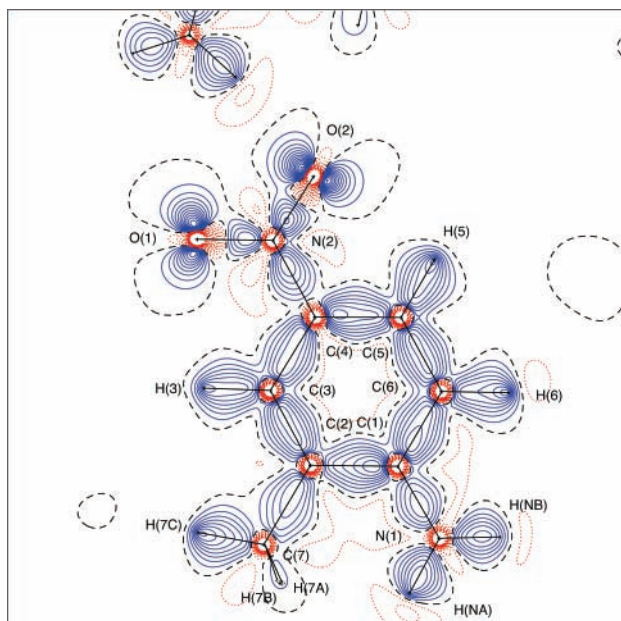 O(2)
O(1)
N(2)
H(5)
C(4)
C(5)
H(3)
C(3)
C(6)
H(6)
C(2)
C(1)
H(NB)
H(7C)
N(1)
C(7)
H(7A)
H(7B)
H(NA)